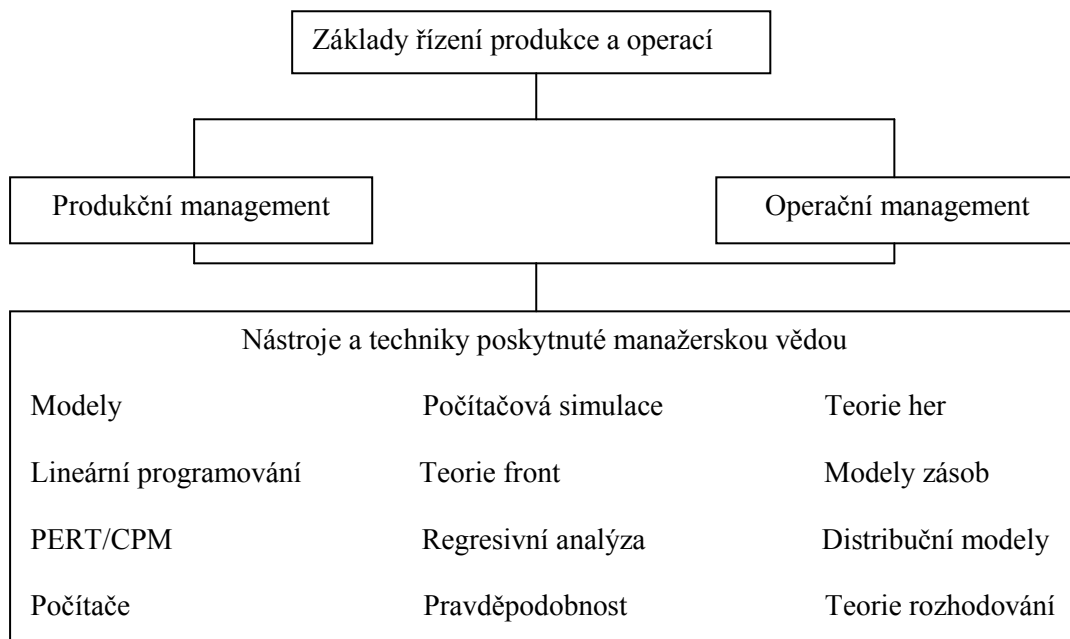 Základy řízení produkce a operací
Produkční management
Operační management
Nástroje a techniky poskytnuté manažerskou vědou
Modely
Počítačová simulace
Teorie her
Lineární programování
Teorie front
Modely zásob
PERT/CPM
Regresivní analýza
Distribuční modely
Počítače
Pravděpodobnost
Teorie rozhodování